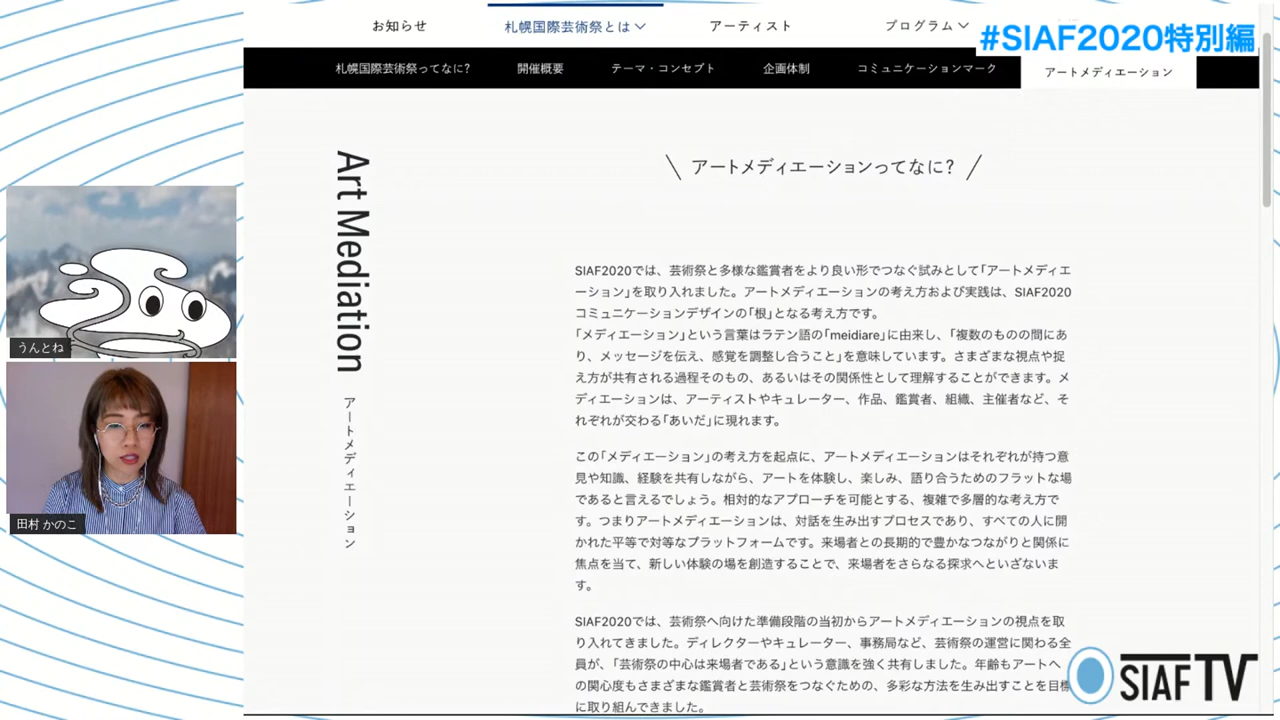 お知らせ
札幌国際芸術祭とは
アーティスト
プログラム
#SIAF2020特別編
札幌国際芸術祭ってなに?
開催概要
テーマ・コンセプト
企画体制
コミュニケーションマーク
アートメディエーション
Art Mediation
アートメディエーション
アートメディエーションってなに?
SIAF2020では、芸術祭と多様な鑑賞者をより良い形でつなぐ試みとして「アートメディエ
ーション」を取り入れました。アートメディエーションの考え方および実践は、SIAF2020
コミュニケーションデザインの「根」となる考え方です。
「メディエーション」という言葉はラテン語の「meidiare」に由来し、「複数のものの間にあ
り、メッセージを伝え、感覚を調整し合うこと」を意味しています。さまざまな視点や捉
え方が共有される過程そのもの、あるいはその関係性として理解することができます。メ
ディエーションは、アーティストやキュレーター、作品、鑑賞者、組織、主催者など、そ
れぞれが交わる「あいだ」に現れます。
この「メディエーション」の考え方を起点に、アートメディエーションはそれぞれが持つ意
見や知識、経験を共有しながら、アートを体験し、楽しみ、語り合うためのフラットな場
であると言えるでしょう。相対的なアプローチを可能とする、複雑で多層的な考え方で
す。つまりアートメディエーションは、対話を生み出すプロセスであり、すべての人に開
かれた平等で対等なプラットフォームです。来場者との長期的で豊かなつながりと関係に
焦点を当て、新しい体験の場を創造することで、来場者をさらなる探求へといざないま
す。
SIAF2020では、芸術祭へ向けた準備段階の当初からアートメディエーションの視点を取
り入れてきました。ディレクターやキュレーター、事務局など、芸術祭の運営に関わる全
員が、「芸術祭の中心は来場者である」という意識を強く共有しました。年齢もアートへ
の関心度もさまざまな鑑賞者と芸術祭をつなぐための、多彩な方法を生み出すことを目標
に取り組んできました。
うんとね
田村 かのこ
SIAF TV